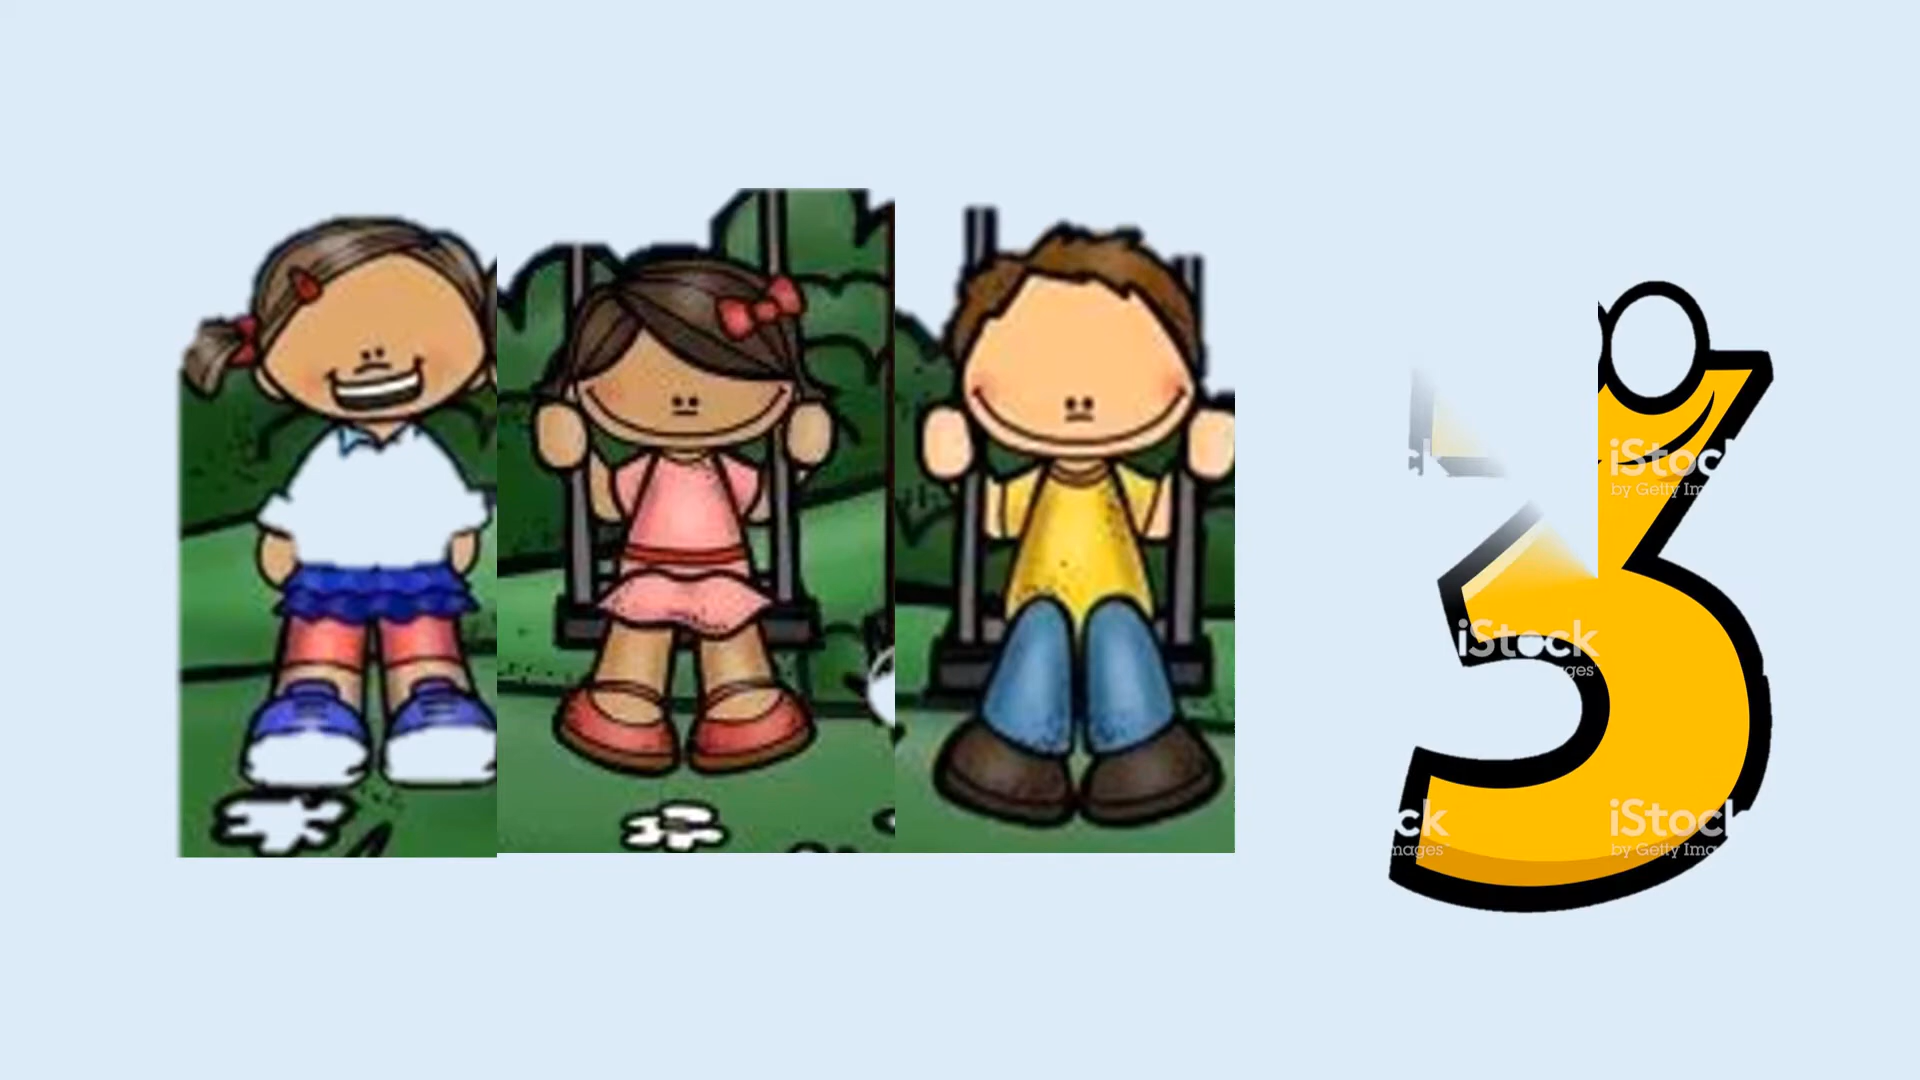 3
iStock
by Getty Im
iStock
ges
ck
mages
iStock
by Getty Ima